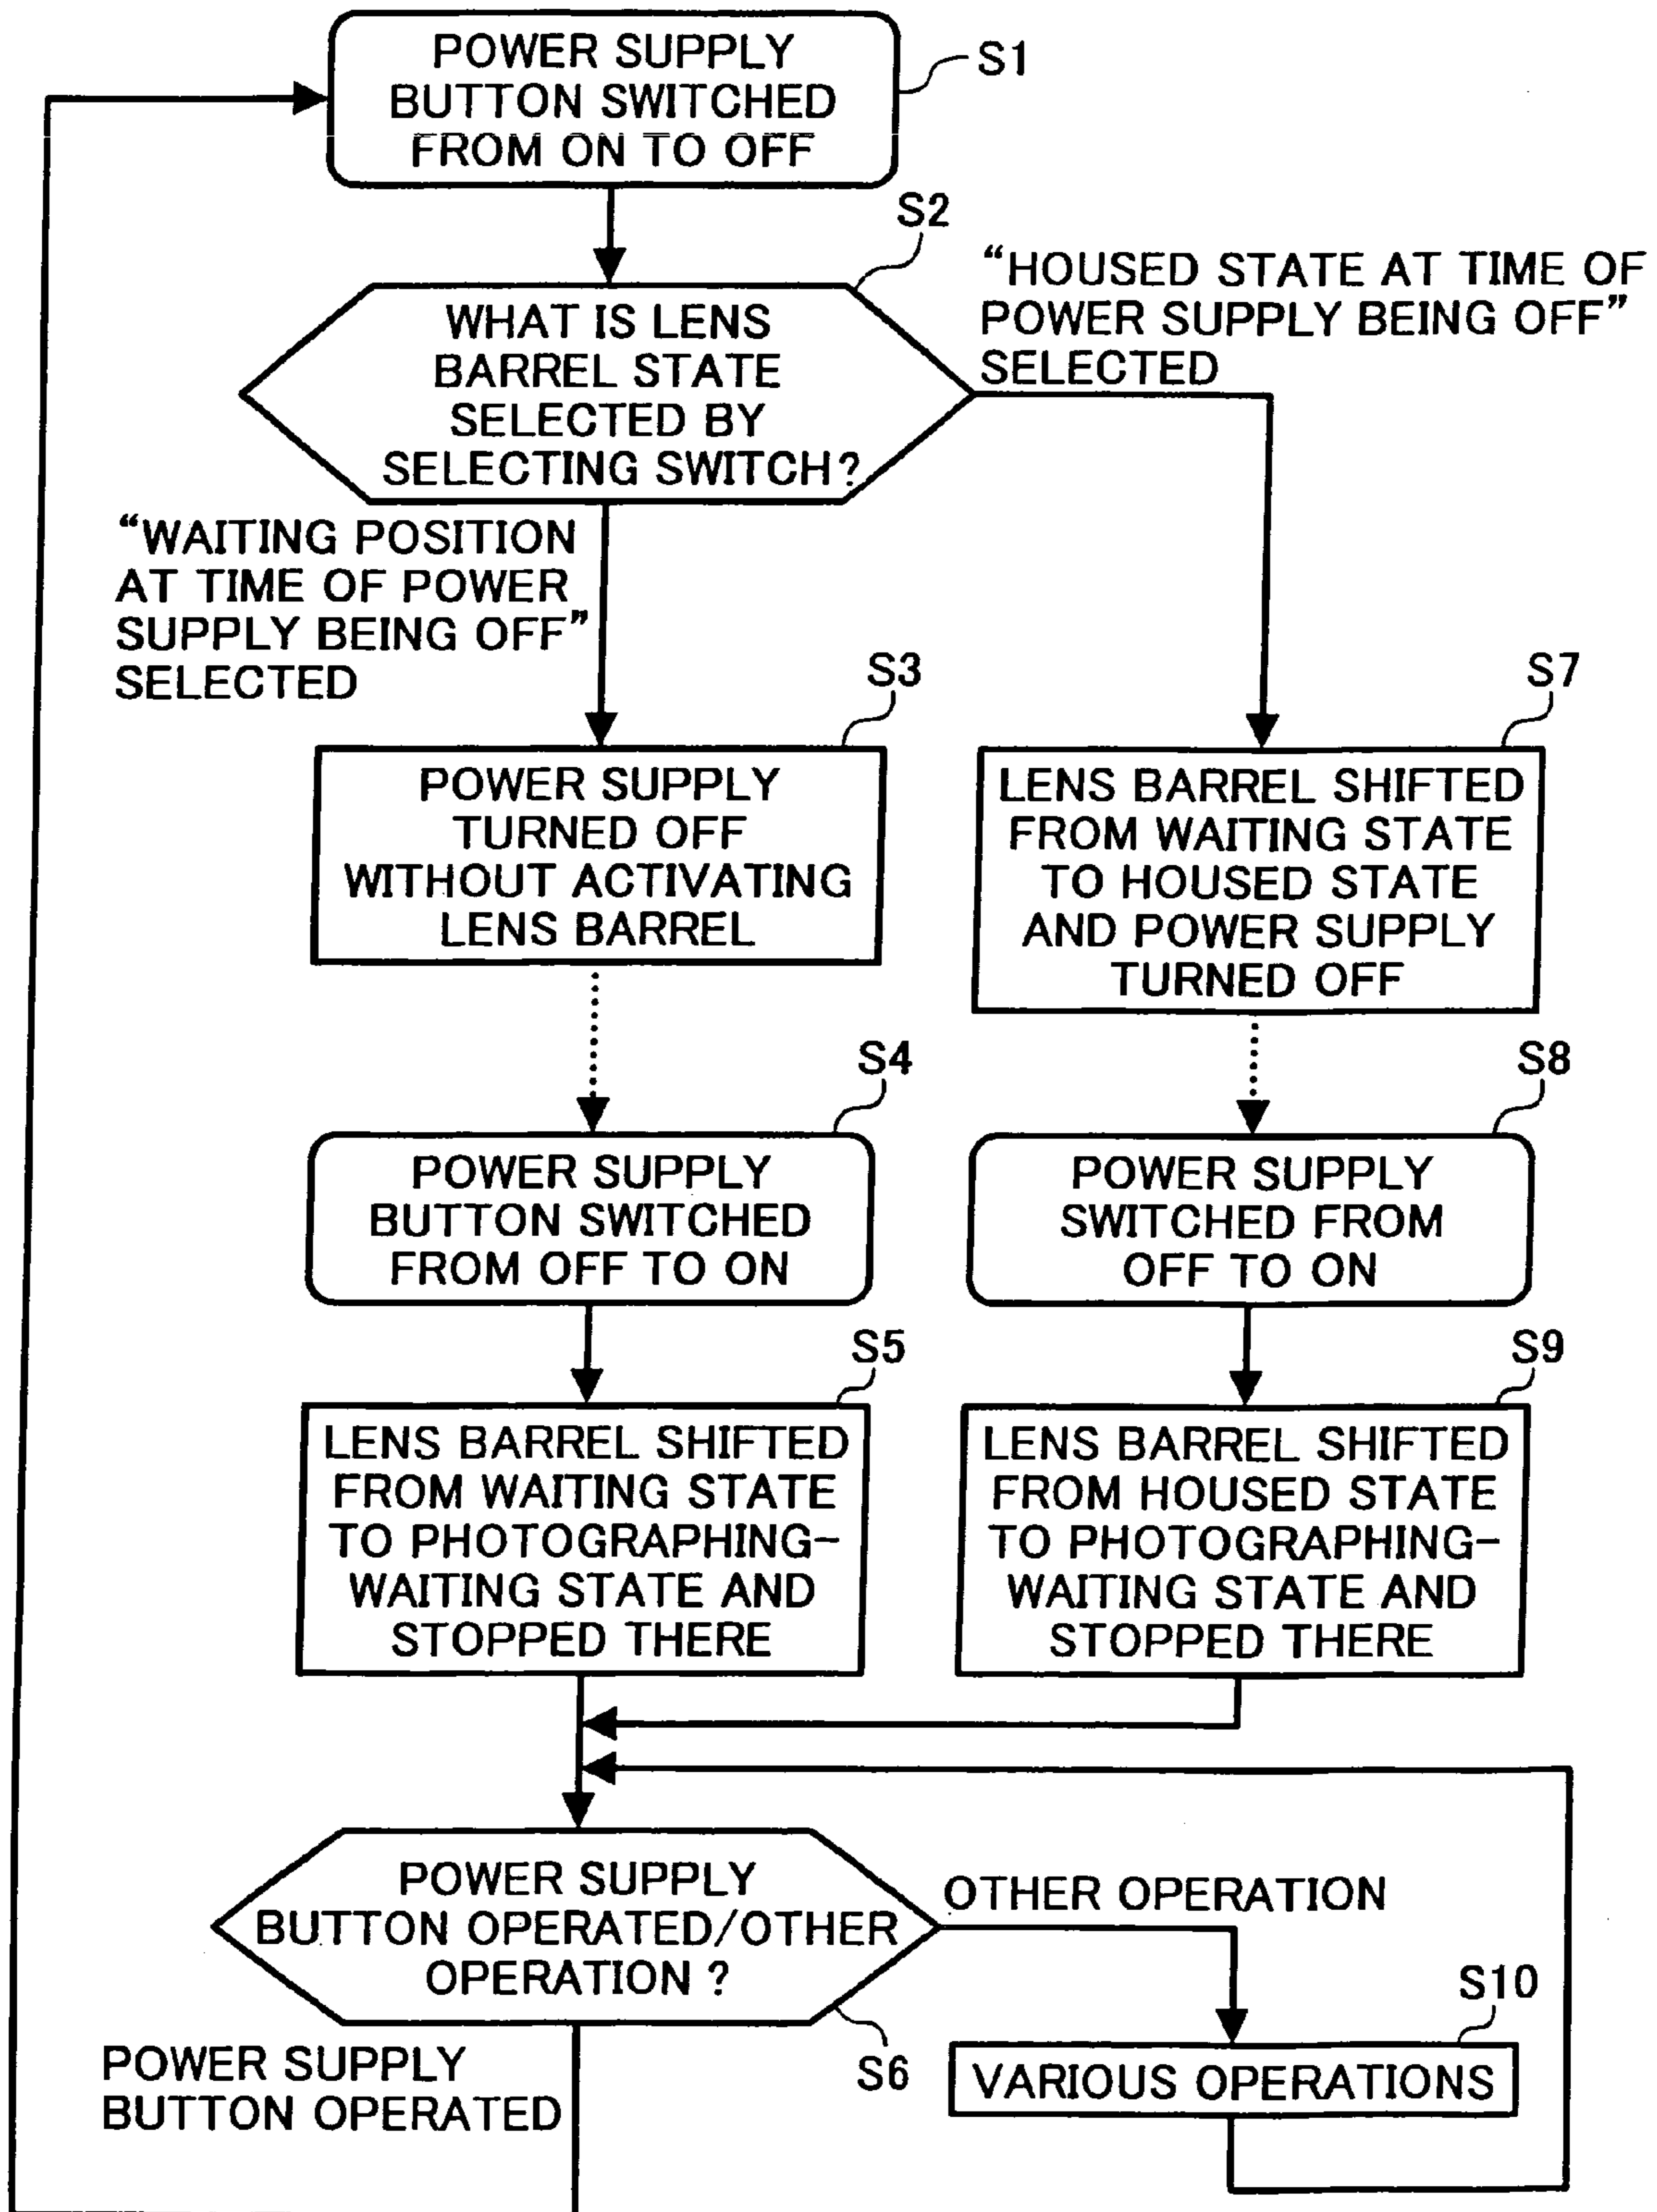 POWER SUPPLY
BUTTON SWITCHED
FROM ON TO OFF
S1
S2
WHAT IS LENS
BARREL STATE
SELECTED BY
SELECTING SWITCH?
“HOUSED STATE AT TIME OF
POWER SUPPLY BEING OFF”
SELECTED
“WAITING POSITION
AT TIME OF POWER
SUPPLY BEING OFF”
SELECTED
S3
POWER SUPPLY
TURNED OFF
WITHOUT ACTIVATING
LENS BARREL
S7
LENS BARREL SHIFTED
FROM WAITING STATE
TO HOUSED STATE
AND POWER SUPPLY
TURNED OFF
S4
POWER SUPPLY
BUTTON SWITCHED
FROM OFF TO ON
S8
POWER SUPPLY
SWITCHED FROM
OFF TO ON
S5
LENS BARREL SHIFTED
FROM WAITING STATE
TO PHOTOGRAPHING-
WAITING STATE AND
STOPPED THERE
S9
LENS BARREL SHIFTED
FROM HOUSED STATE
TO PHOTOGRAPHING-
WAITING STATE AND
STOPPED THERE
POWER SUPPLY
BUTTON OPERATED/OTHER
OPERATION ?
S6
OTHER OPERATION
S10
VARIOUS OPERATIONS
POWER SUPPLY
BUTTON OPERATED